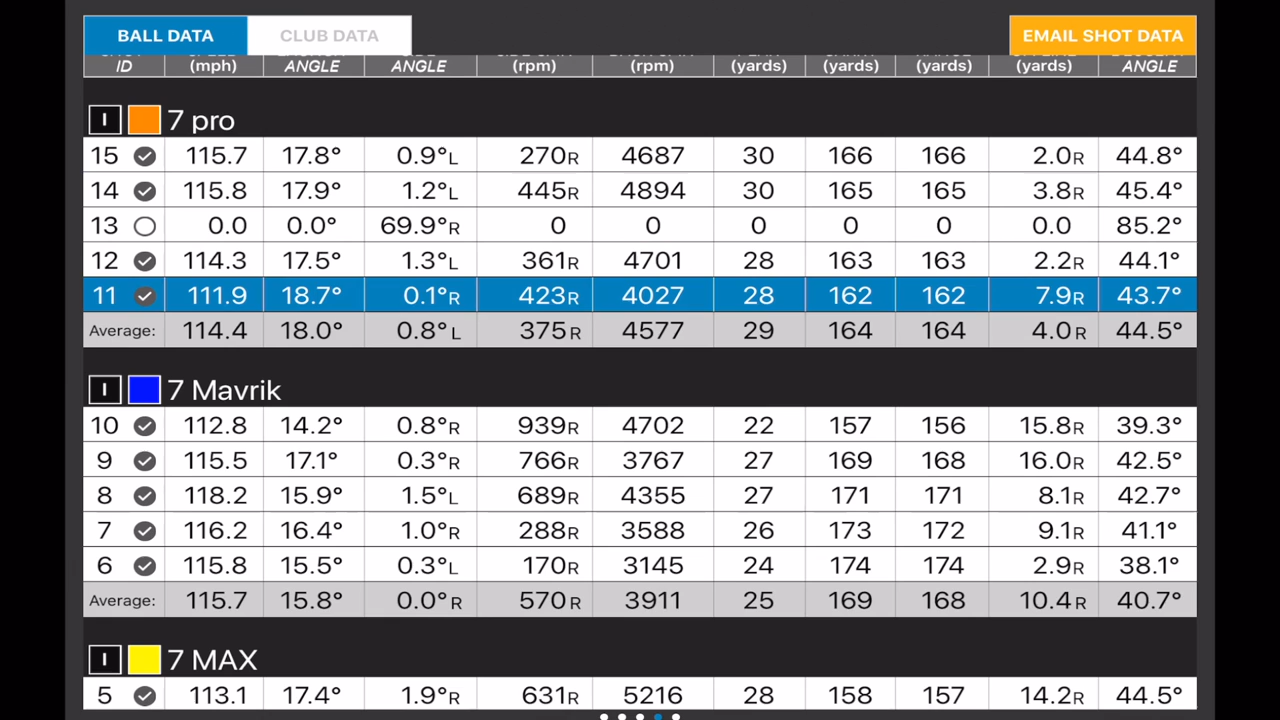 BALL DATA CLUB DATA EMAIL SHOT DATA
ID (mph) ANGLE ANGLE (rpm) (rpm) (yards) (yards) (yards) (yards) ANGLE
I 7 pro
15 115.7 17.8° 0.9°L 270R 4687 30 166 166 2.0R 44.8°
14 115.8 17.9° 1.2°L 445R 4894 30 165 165 3.8R 45.4°
13 0.0 0.0° 69.9°R 0 0 0 0 0 0.0 85.2°
12 114.3 17.5° 1.3°L 361R 4701 28 163 163 2.2R 44.1°
11 111.9 18.7° 0.1°R 423R 4027 28 162 162 7.9R 43.7°
Average: 114.4 18.0° 0.8°L 375R 4577 29 164 164 4.0R 44.5°
I 7 Mavrik
10 112.8 14.2° 0.8°R 939R 4702 22 157 156 15.8R 39.3°
9 115.5 17.1° 0.3°R 766R 3767 27 169 168 16.0R 42.5°
8 118.2 15.9° 1.5°L 689R 4355 27 171 171 8.1R 42.7°
7 116.2 16.4° 1.0°R 288R 3588 26 173 172 9.1R 41.1°
6 115.8 15.5° 0.3°L 170R 3145 24 174 174 2.9R 38.1°
Average: 115.7 15.8° 0.0°R 570R 3911 25 169 168 10.4R 40.7°
I 7 MAX
5 113.1 17.4° 1.9°R 631R 5216 28 158 157 14.2R 44.5°